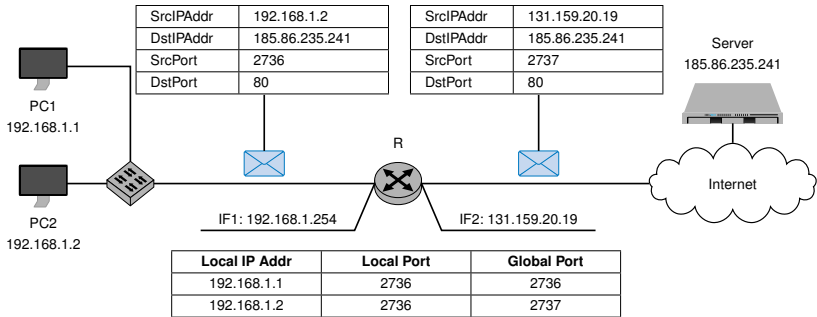 SrcIPAddr 192.168.1.2
DstIPAddr 185.86.235.241
SrcPort 2736
DstPort 80
SrcIPAddr 131.159.20.19
DstIPAddr 185.86.235.241
SrcPort 2737
DstPort 80
Server
185.86.235.241
PC1
192.168.1.1
R
Internet
PC2
192.168.1.2
IF1: 192.168.1.254
IF2: 131.159.20.19
Local IP Addr Local Port Global Port
192.168.1.1 2736 2736
192.168.1.2 2736 2737